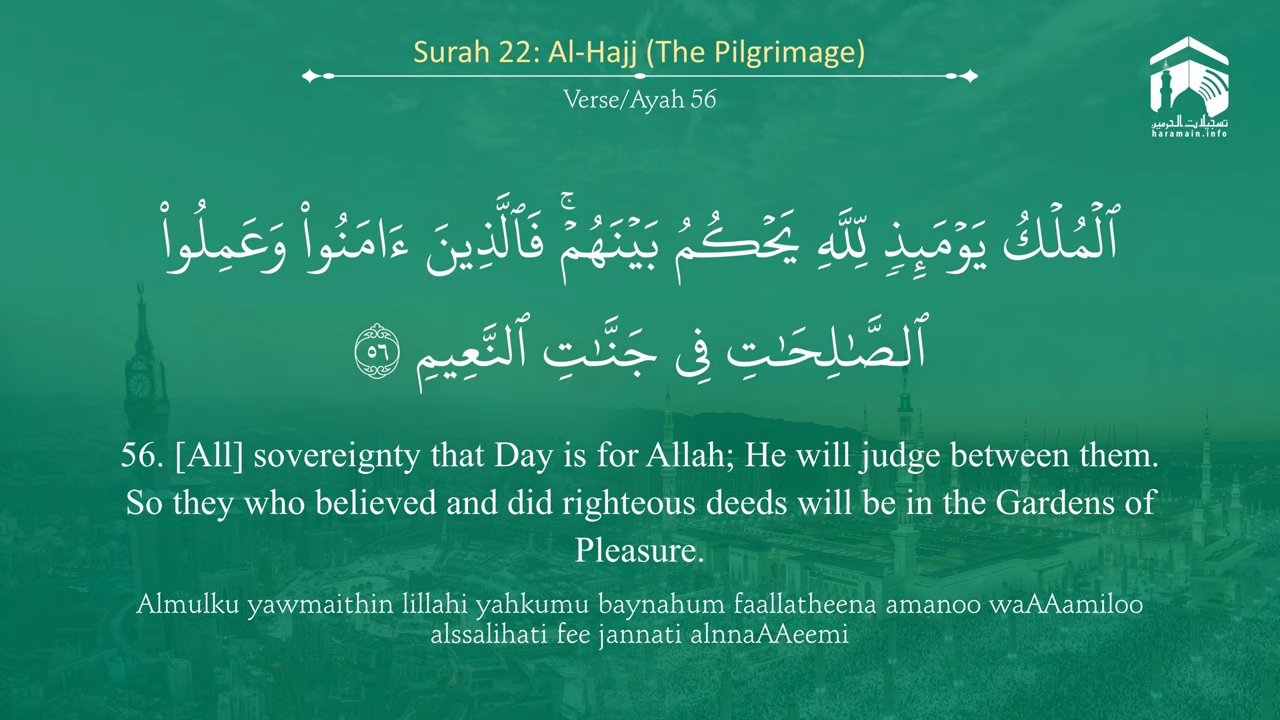 Surah 22: Al-Hajj (The Pilgrimage)
Verse/Ayah 56
تسجيلات الحرمين
haramain.info
ٱلْمُلْكُ يَوْمَئِذٍۢ لِّلَّهِ يَحْكُمُ بَيْنَهُمْ ۚ فَٱلَّذِينَ ءَامَنُوا۟ وَعَمِلُوا۟
ٱلصَّـٰلِحَـٰتِ فِى جَنَّـٰتِ ٱلنَّعِيمِ ٥٦
56. [All] sovereignty that Day is for Allah; He will judge between them.
So they who believed and did righteous deeds will be in the Gardens of
Pleasure.
Almulku yawmaithin lillahi yahkumu baynahum faallatheena amanoo waAAamiloo
alssalihati fee jannati alnnaAAeemi